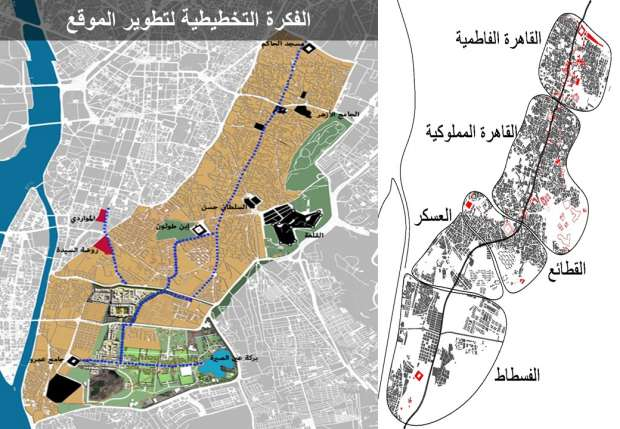 الفكرة التخطيطية لتطوير الموقع
مسجد الحاكم
الجامع الازهر
السلطان حسن
ابن طولون
القلعة
المواردي
روضة السيدة
بركة عين الصيرة
جامع عمرو
القاهرة الفاطمية
القاهرة المملوكية
العسكر
القطائع
الفسطاط